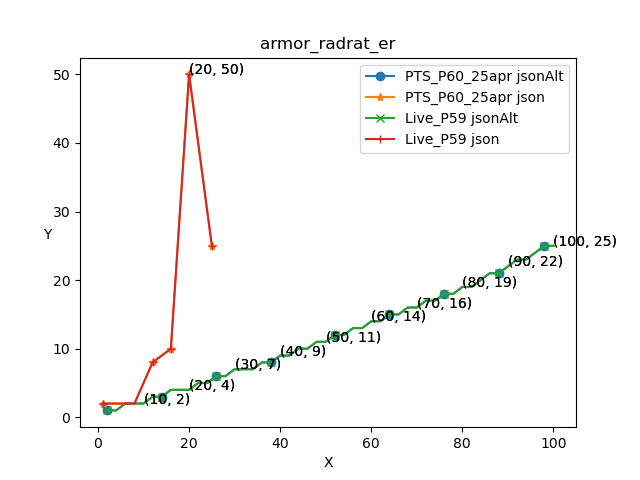 armor_radrat_er
50
40
30
20
10
0
Y
(20, 50)
PTS_P60_25apr jsonAlt
PTS_P60_25apr json
Live_P59 jsonAlt
Live_P59 json
(10, 2)
(20, 4)
(30, 7)
(40, 9)
(50, 11)
(60, 14)
(70, 16)
(80, 19)
(90, 22)
(100, 25)
0 20 40 60 80 100
X